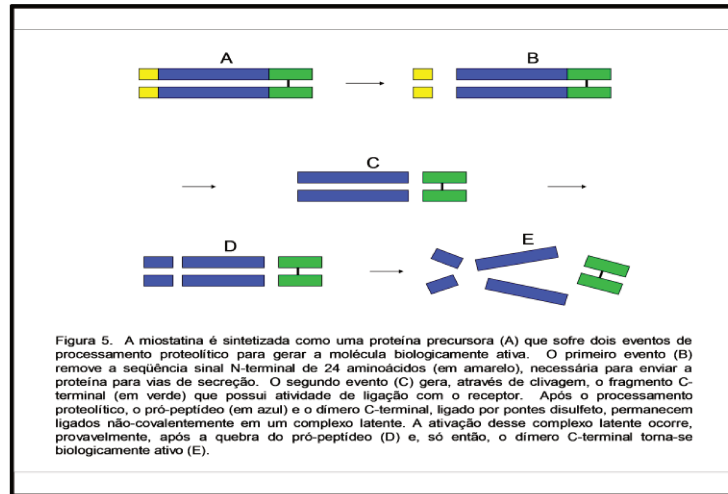 A
B
C
D
E
Figura 5. A miostatina é sintetizada como uma proteína precursora (A) que sofre dois eventos de
processamento proteolítico para gerar a molécula biologicamente ativa. O primeiro evento (B)
remove a seqüência sinal N-terminal de 24 aminoácidos (em amarelo), necessária para enviar a
proteína para vias de secreção. O segundo evento (C) gera, através de clivagem, o fragmento C-
terminal (em verde) que possui atividade de ligação com o receptor. Após o processamento
proteolítico, o pró-peptídeo (em azul) e o dímero C-terminal, ligado por pontes disulfeto, permanecem
ligados não-covalentemente em um complexo latente. A ativação desse complexo latente ocorre,
provavelmente, após a quebra do pró-peptídeo (D) e, só então, o dímero C-terminal torna-se
biologicamente ativo (E).